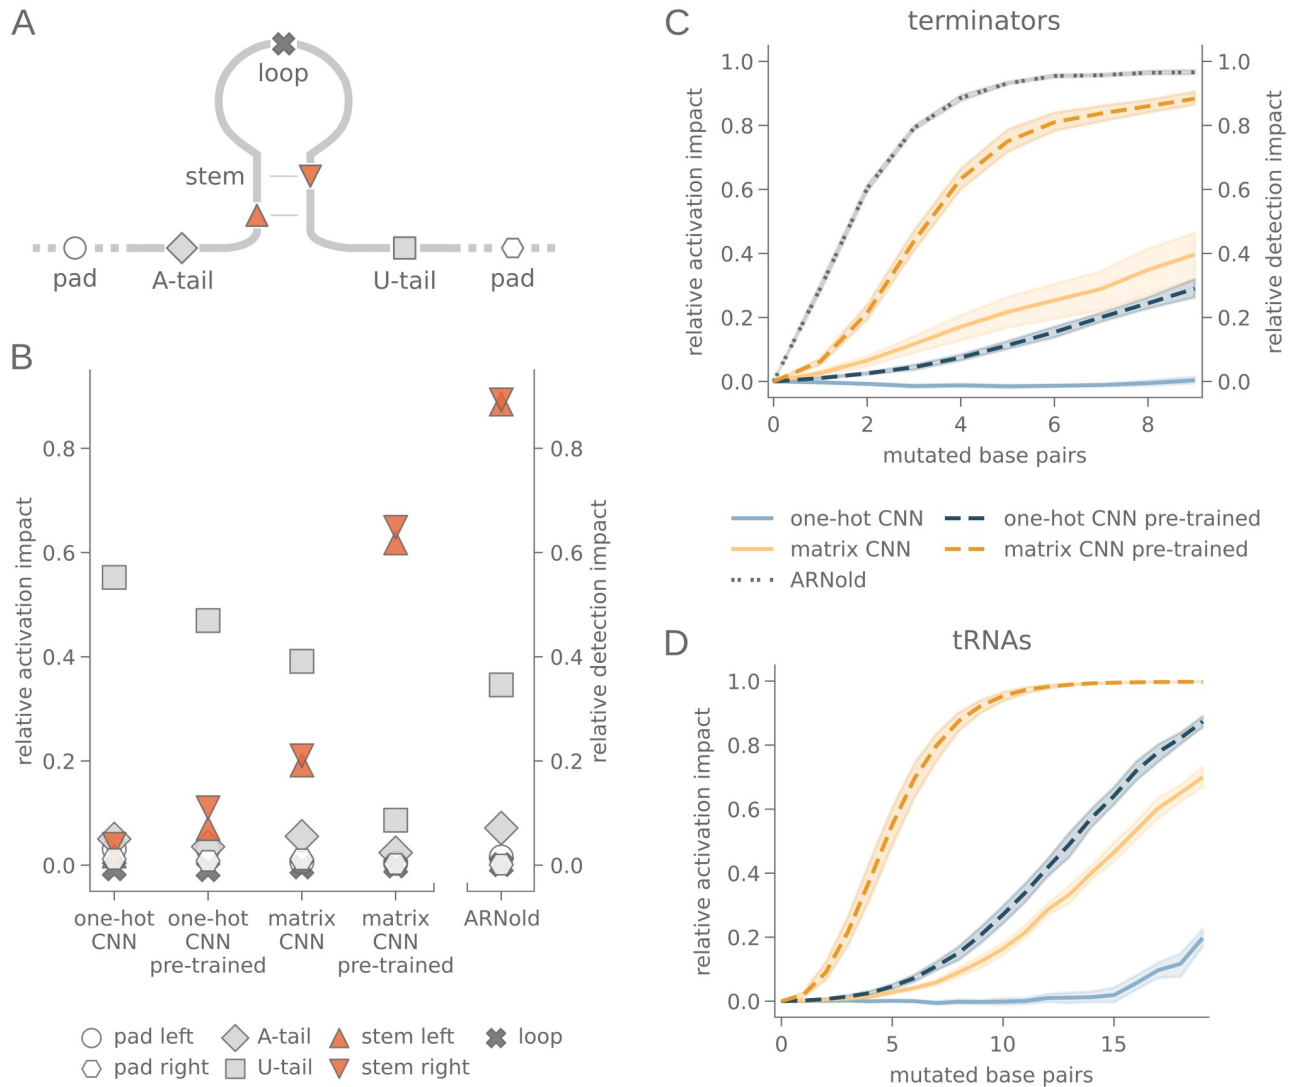 A
loop
stem
pad
A-tail
U-tail
pad
B
relative activation impact
relative detection impact
0.8
0.6
0.4
0.2
0.0
0.8
0.6
0.4
0.2
0.0
one-hot
CNN
one-hot
CNN
pre-trained
matrix
CNN
matrix
CNN
pre-trained
ARNold
pad left
A-tail
stem left
loop
pad right
U-tail
stem right
C
terminators
relative activation impact
relative detection impact
1.0
0.8
0.6
0.4
0.2
0.0
1.0
0.8
0.6
0.4
0.2
0.0
0 2 4 6 8
mutated base pairs
one-hot CNN
one-hot CNN pre-trained
matrix CNN
matrix CNN pre-trained
ARNold
D
tRNAs
relative activation impact
1.0
0.8
0.6
0.4
0.2
0.0
0 5 10 15
mutated base pairs